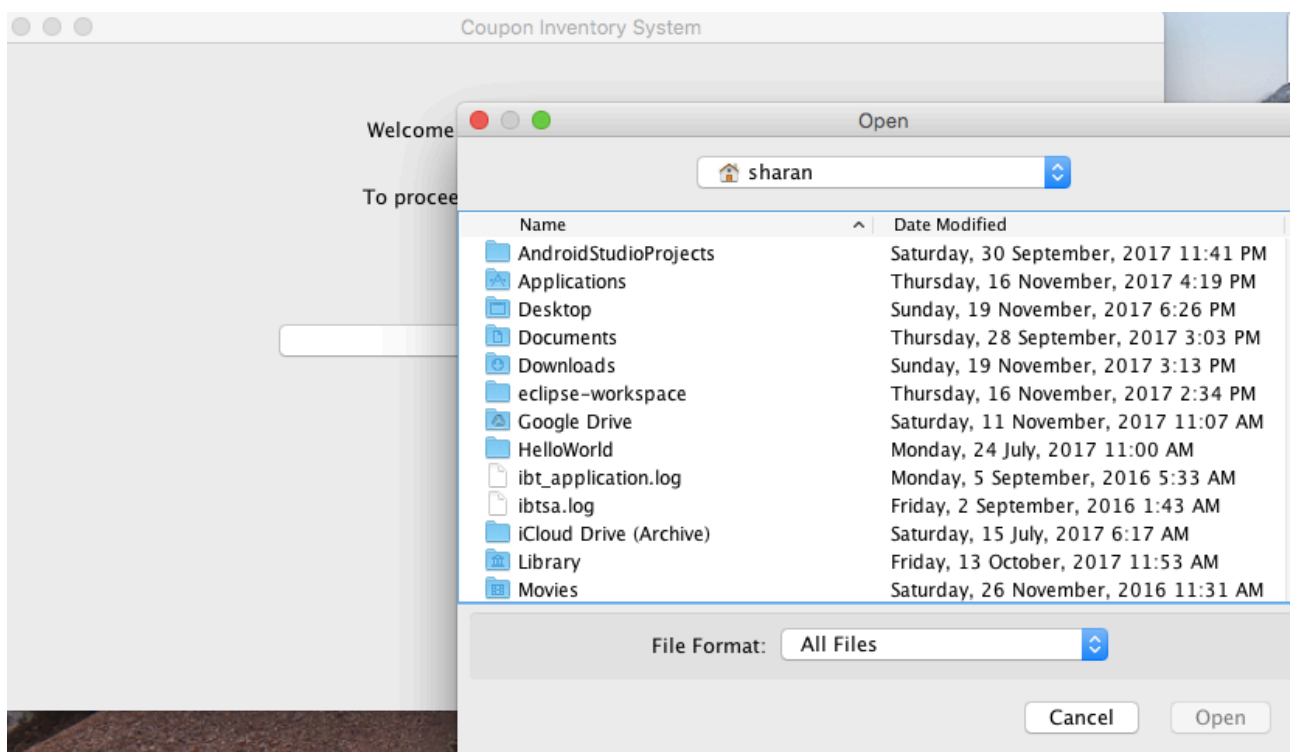 Coupon Inventory System
Welcome
To procee
Open
sharan
Name Date Modified
AndroidStudioProjects Saturday, 30 September, 2017 11:41 PM
Applications Thursday, 16 November, 2017 4:19 PM
Desktop Sunday, 19 November, 2017 6:26 PM
Documents Thursday, 28 September, 2017 3:03 PM
Downloads Sunday, 19 November, 2017 3:13 PM
eclipse-workspace Thursday, 16 November, 2017 2:34 PM
Google Drive Saturday, 11 November, 2017 11:07 AM
HelloWorld Monday, 24 July, 2017 11:00 AM
ibt_application.log Monday, 5 September, 2016 5:33 AM
ibtsa.log Friday, 2 September, 2016 1:43 AM
iCloud Drive (Archive) Saturday, 15 July, 2017 6:17 AM
Library Friday, 13 October, 2017 11:53 AM
Movies Saturday, 26 November, 2016 11:31 AM
File Format: All Files
Cancel Open